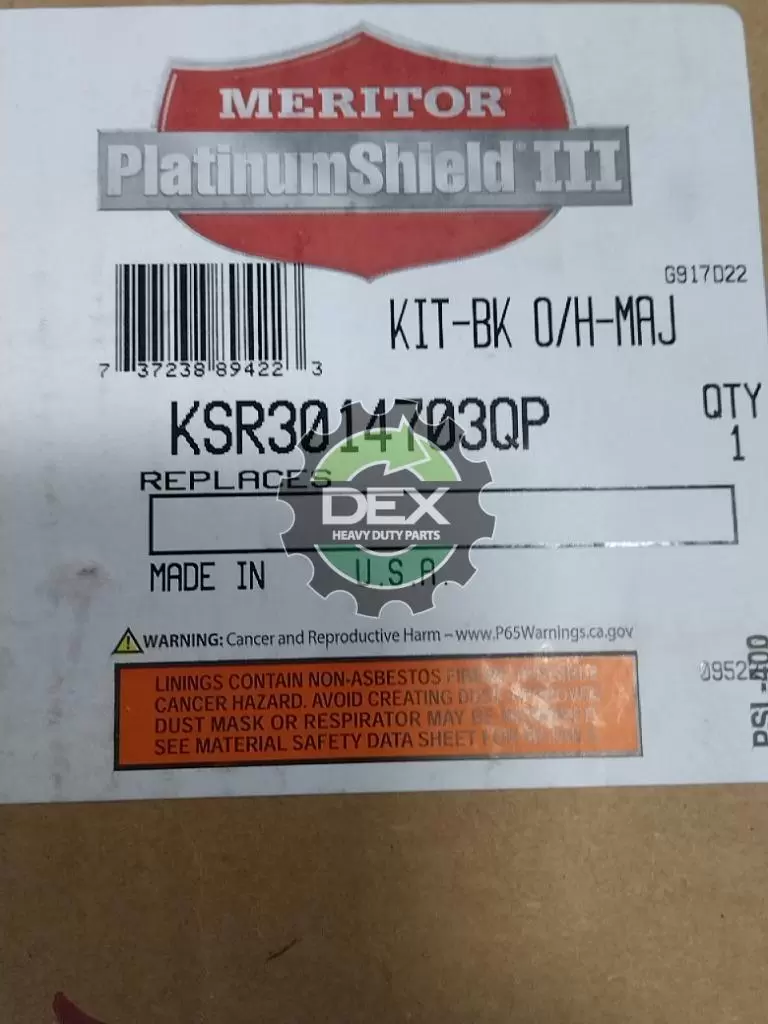 MERITOR
PlatinumShield™ III
G917D22
KIT-BK O/H-MAJ
7 37238 89422 3
KSR3014703QP
QTY
1
REPLACES
DEX
HEAVY DUTY PARTS
MADE IN U.S.A.
WARNING: Cancer and Reproductive Harm – www.P65Warnings.ca.gov
LININGS CONTAIN NON-ASBESTOS
CANCER HAZARD. AVOID CREATING
DUST MASK OR RESPIRATOR MAY BE
SEE MATERIAL SAFETY DATA SHEET